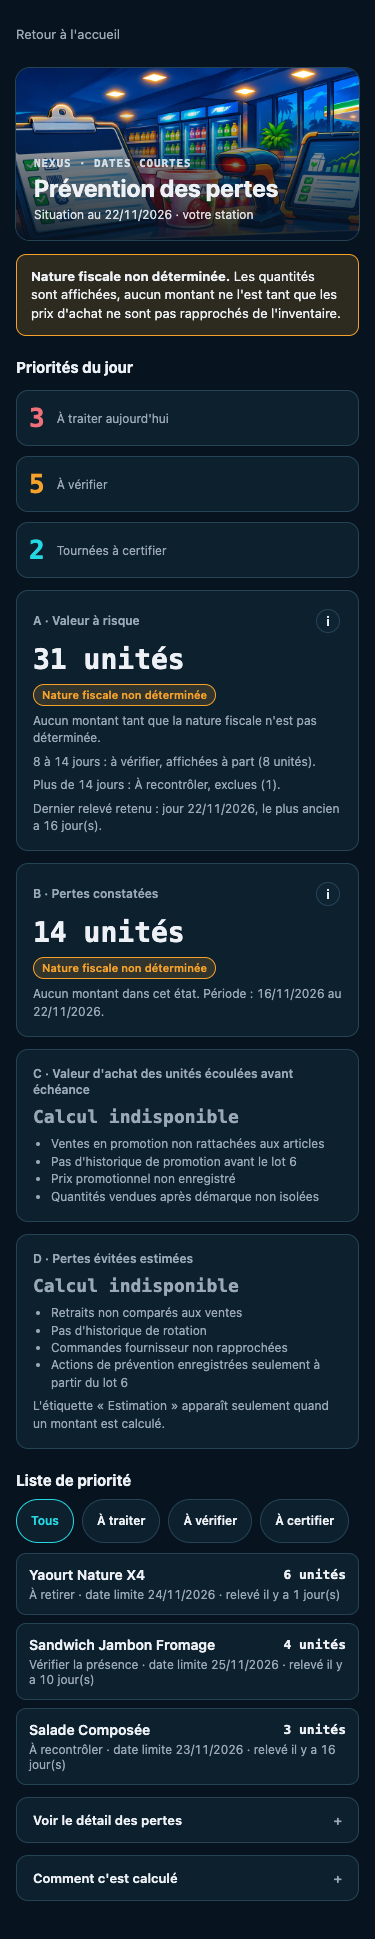 Retour à l'accueil
NEXUS · DATES COURTES
Prévention des pertes
Situation au 22/11/2026 · votre station
Nature fiscale non déterminée. Les quantités
sont affichées, aucun montant ne l'est tant que les
prix d'achat ne sont pas rapprochés de l'inventaire.
Priorités du jour
3 À traiter aujourd'hui
5 À vérifier
2 Tournées à certifier
A · Valeur à risque i
31 unités
Nature fiscale non déterminée
Aucun montant tant que la nature fiscale n'est pas
déterminée.
8 à 14 jours : à vérifier, affichées à part (8 unités).
Plus de 14 jours : À recontrôler, exclues (1).
Dernier relevé retenu : jour 22/11/2026, le plus ancien
a 16 jour(s).
B · Pertes constatées i
14 unités
Nature fiscale non déterminée
Aucun montant dans cet état. Période : 16/11/2026 au
22/11/2026.
C · Valeur d'achat des unités écoulées avant
échéance
Calcul indisponible
• Ventes en promotion non rattachées aux articles
• Pas d'historique de promotion avant le lot 6
• Prix promotionnel non enregistré
• Quantités vendues après démarque non isolées
D · Pertes évitées estimées
Calcul indisponible
• Retraits non comparés aux ventes
• Pas d'historique de rotation
• Commandes fournisseur non rapprochées
• Actions de prévention enregistrées seulement à
partir du lot 6
L'étiquette « Estimation » apparaît seulement quand
un montant est calculé.
Liste de priorité
Tous À traiter À vérifier À certifier
Yaourt Nature X4 6 unités
À retirer · date limite 24/11/2026 · relevé il y a 1 jour(s)
Sandwich Jambon Fromage 4 unités
Vérifier la présence · date limite 25/11/2026 · relevé il y
a 10 jour(s)
Salade Composée 3 unités
À recontrôler · date limite 23/11/2026 · relevé il y a 16
jour(s)
Voir le détail des pertes +
Comment c'est calculé +